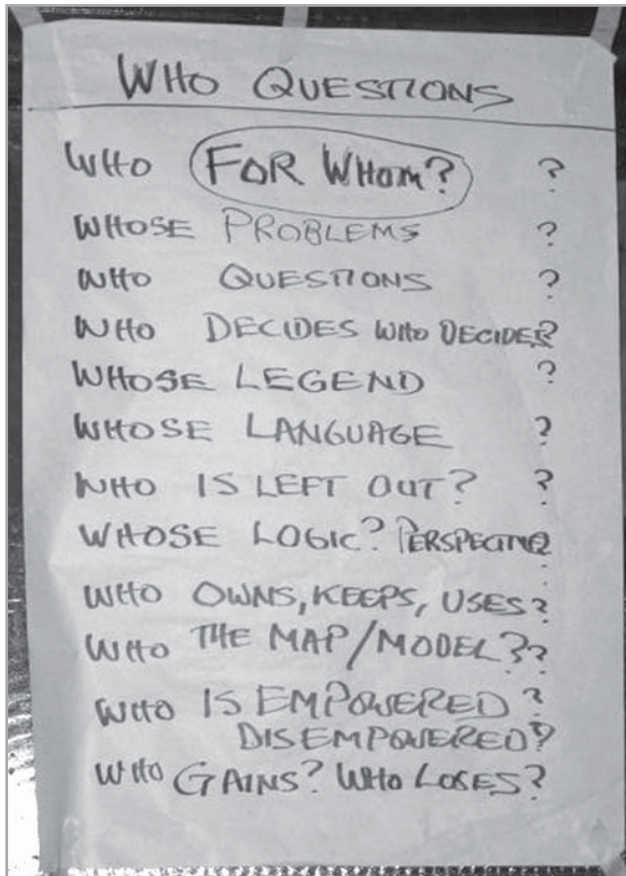 WHO QUESTIONS
WHO FOR WHOM? ?
WHOSE PROBLEMS ?
WHO QUESTIONS ?
WHO DECIDES WHO DECIDES?
WHOSE LEGEND ?
WHOSE LANGUAGE ?
WHO IS LEFT OUT? ?
WHOSE LOGIC? PERSPECTIVE?
WHO OWNS, KEEPS, USES?
WHO THE MAP/MODEL??
WHO IS EMPOWERED?
DISEMPOWERED?
WHO GAINS? WHO LOSES?